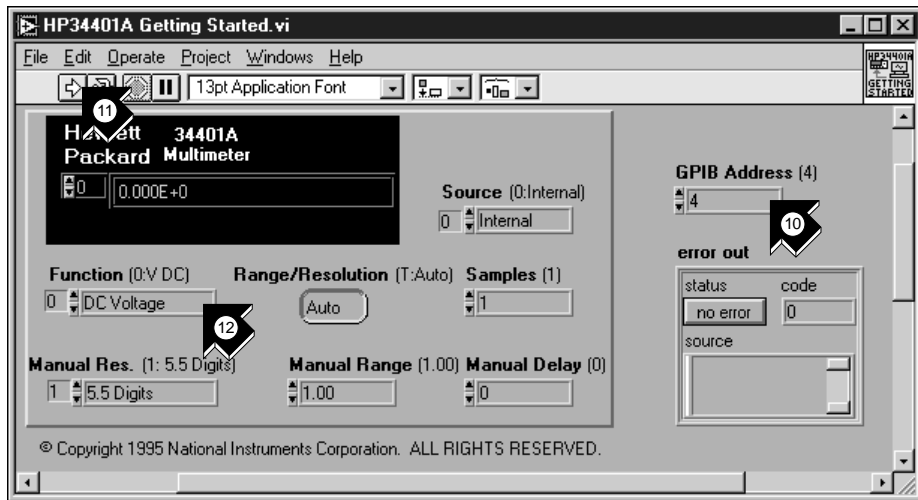 HP34401A Getting Started.vi
File Edit Operate Project Windows Help
HP34401A
GETTING
STARTED
13pt Application Font
11
Hewlett 34401A
Packard Multimeter
0 0.000E+0
Source (0:Internal)
0 Internal
GPIB Address (4)
4
10
error out
status code
no error 0
source
Function (0:V DC) Range/Resolution (T:Auto) Samples (1)
0 DC Voltage Auto 1
12
Manual Res. (1: 5.5 Digits) Manual Range (1.00) Manual Delay (0)
1 5.5 Digits 1.00 0
© Copyright 1995 National Instruments Corporation. ALL RIGHTS RESERVED.